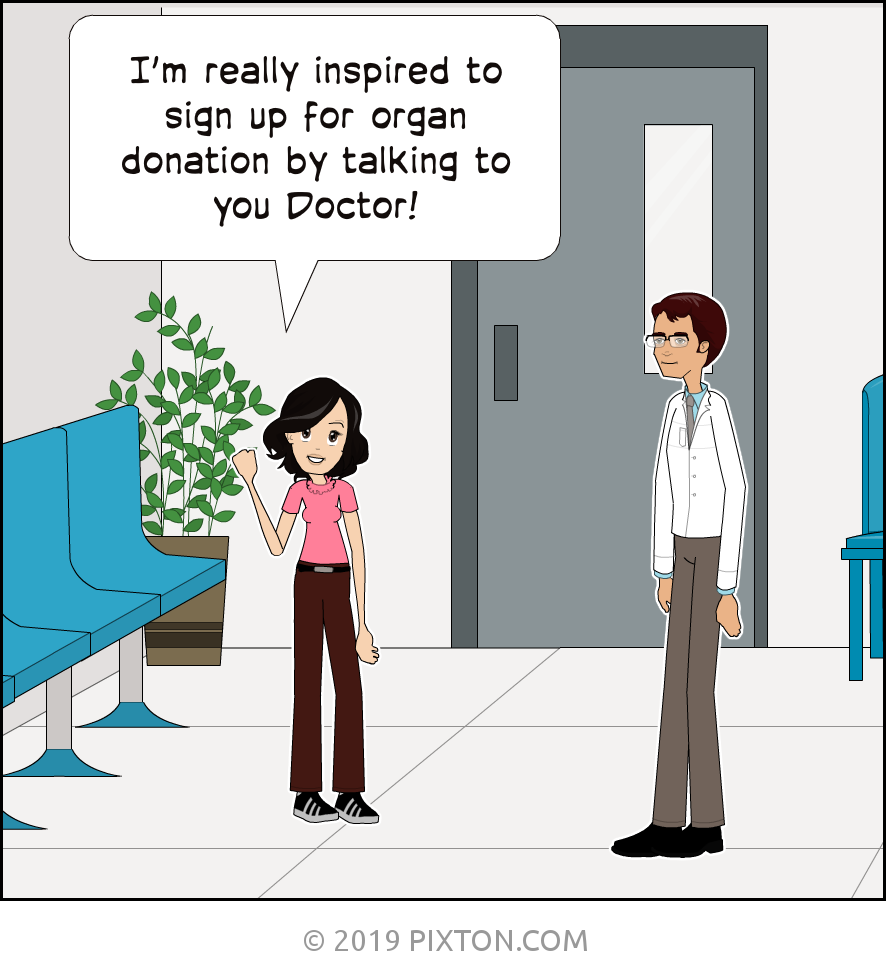 I'm really inspired to
sign up for organ
donation by talking to
you Doctor!
© 2019 PIXTON.COM